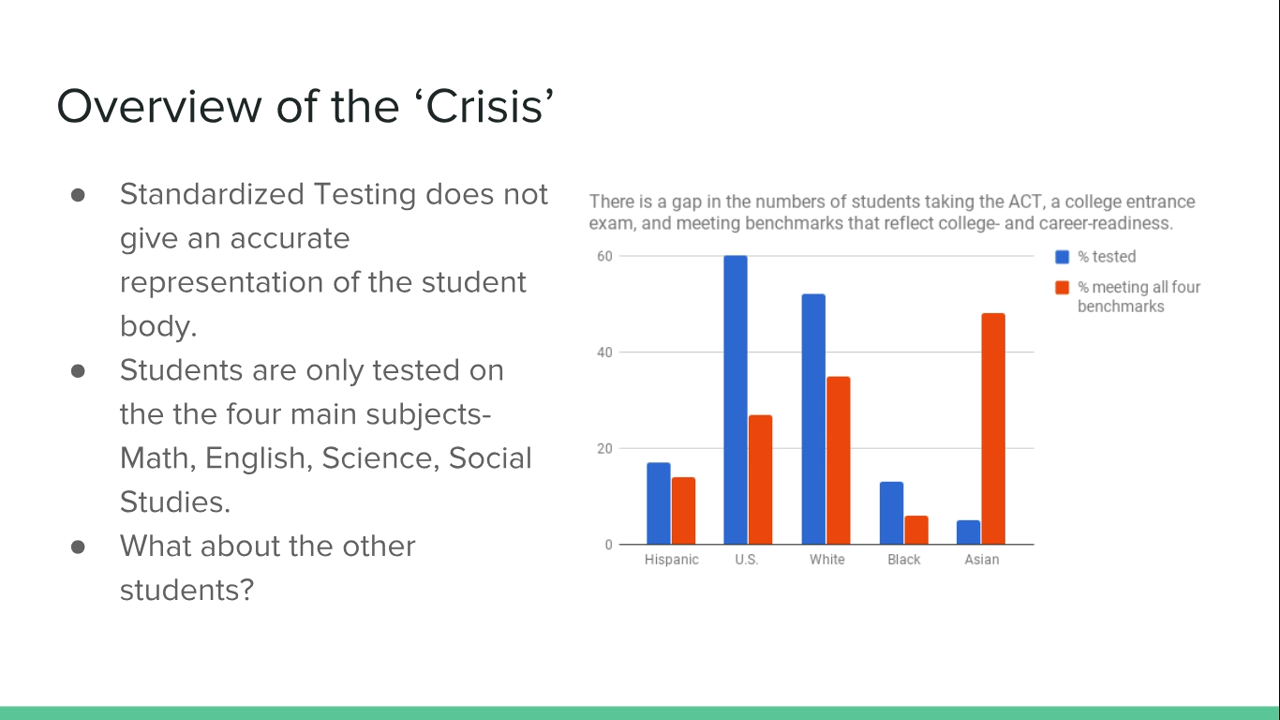 Overview of the ‘Crisis’
● Standardized Testing does not
give an accurate
representation of the student
body.
● Students are only tested on
the the four main subjects-
Math, English, Science, Social
Studies.
● What about the other
students?
There is a gap in the numbers of students taking the ACT, a college entrance
exam, and meeting benchmarks that reflect college- and career-readiness.
% tested
% meeting all four
benchmarks
60
40
20
0
Hispanic U.S. White Black Asian